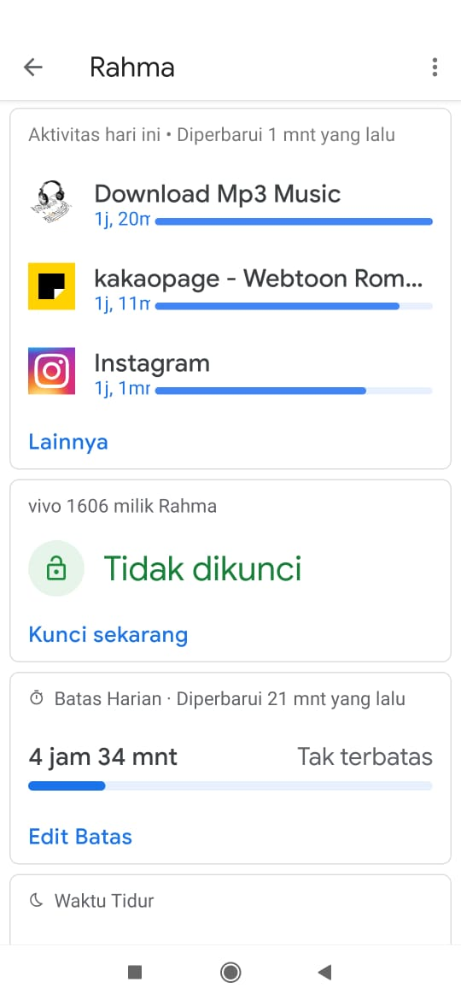 Rahma
Aktivitas hari ini • Diperbarui 1 mnt yang lalu
Download Mp3 Music
1j, 20m
kakaopage - Webtoon Rom...
1j, 11m
Instagram
1j, 1mr
Lainnya
vivo 1606 milik Rahma
Tidak dikunci
Kunci sekarang
Batas Harian · Diperbarui 21 mnt yang lalu
4 jam 34 mnt
Tak terbatas
Edit Batas
Waktu Tidur